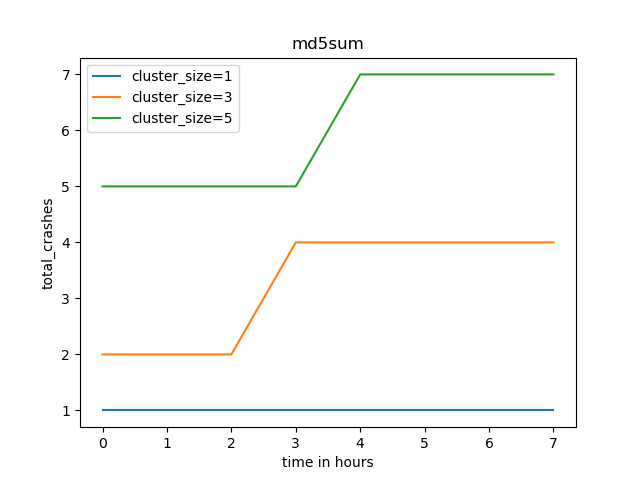 md5sum
cluster_size=1
cluster_size=3
cluster_size=5
total_crashes
7
6
5
4
3
2
1
0 1 2 3 4 5 6 7
time in hours